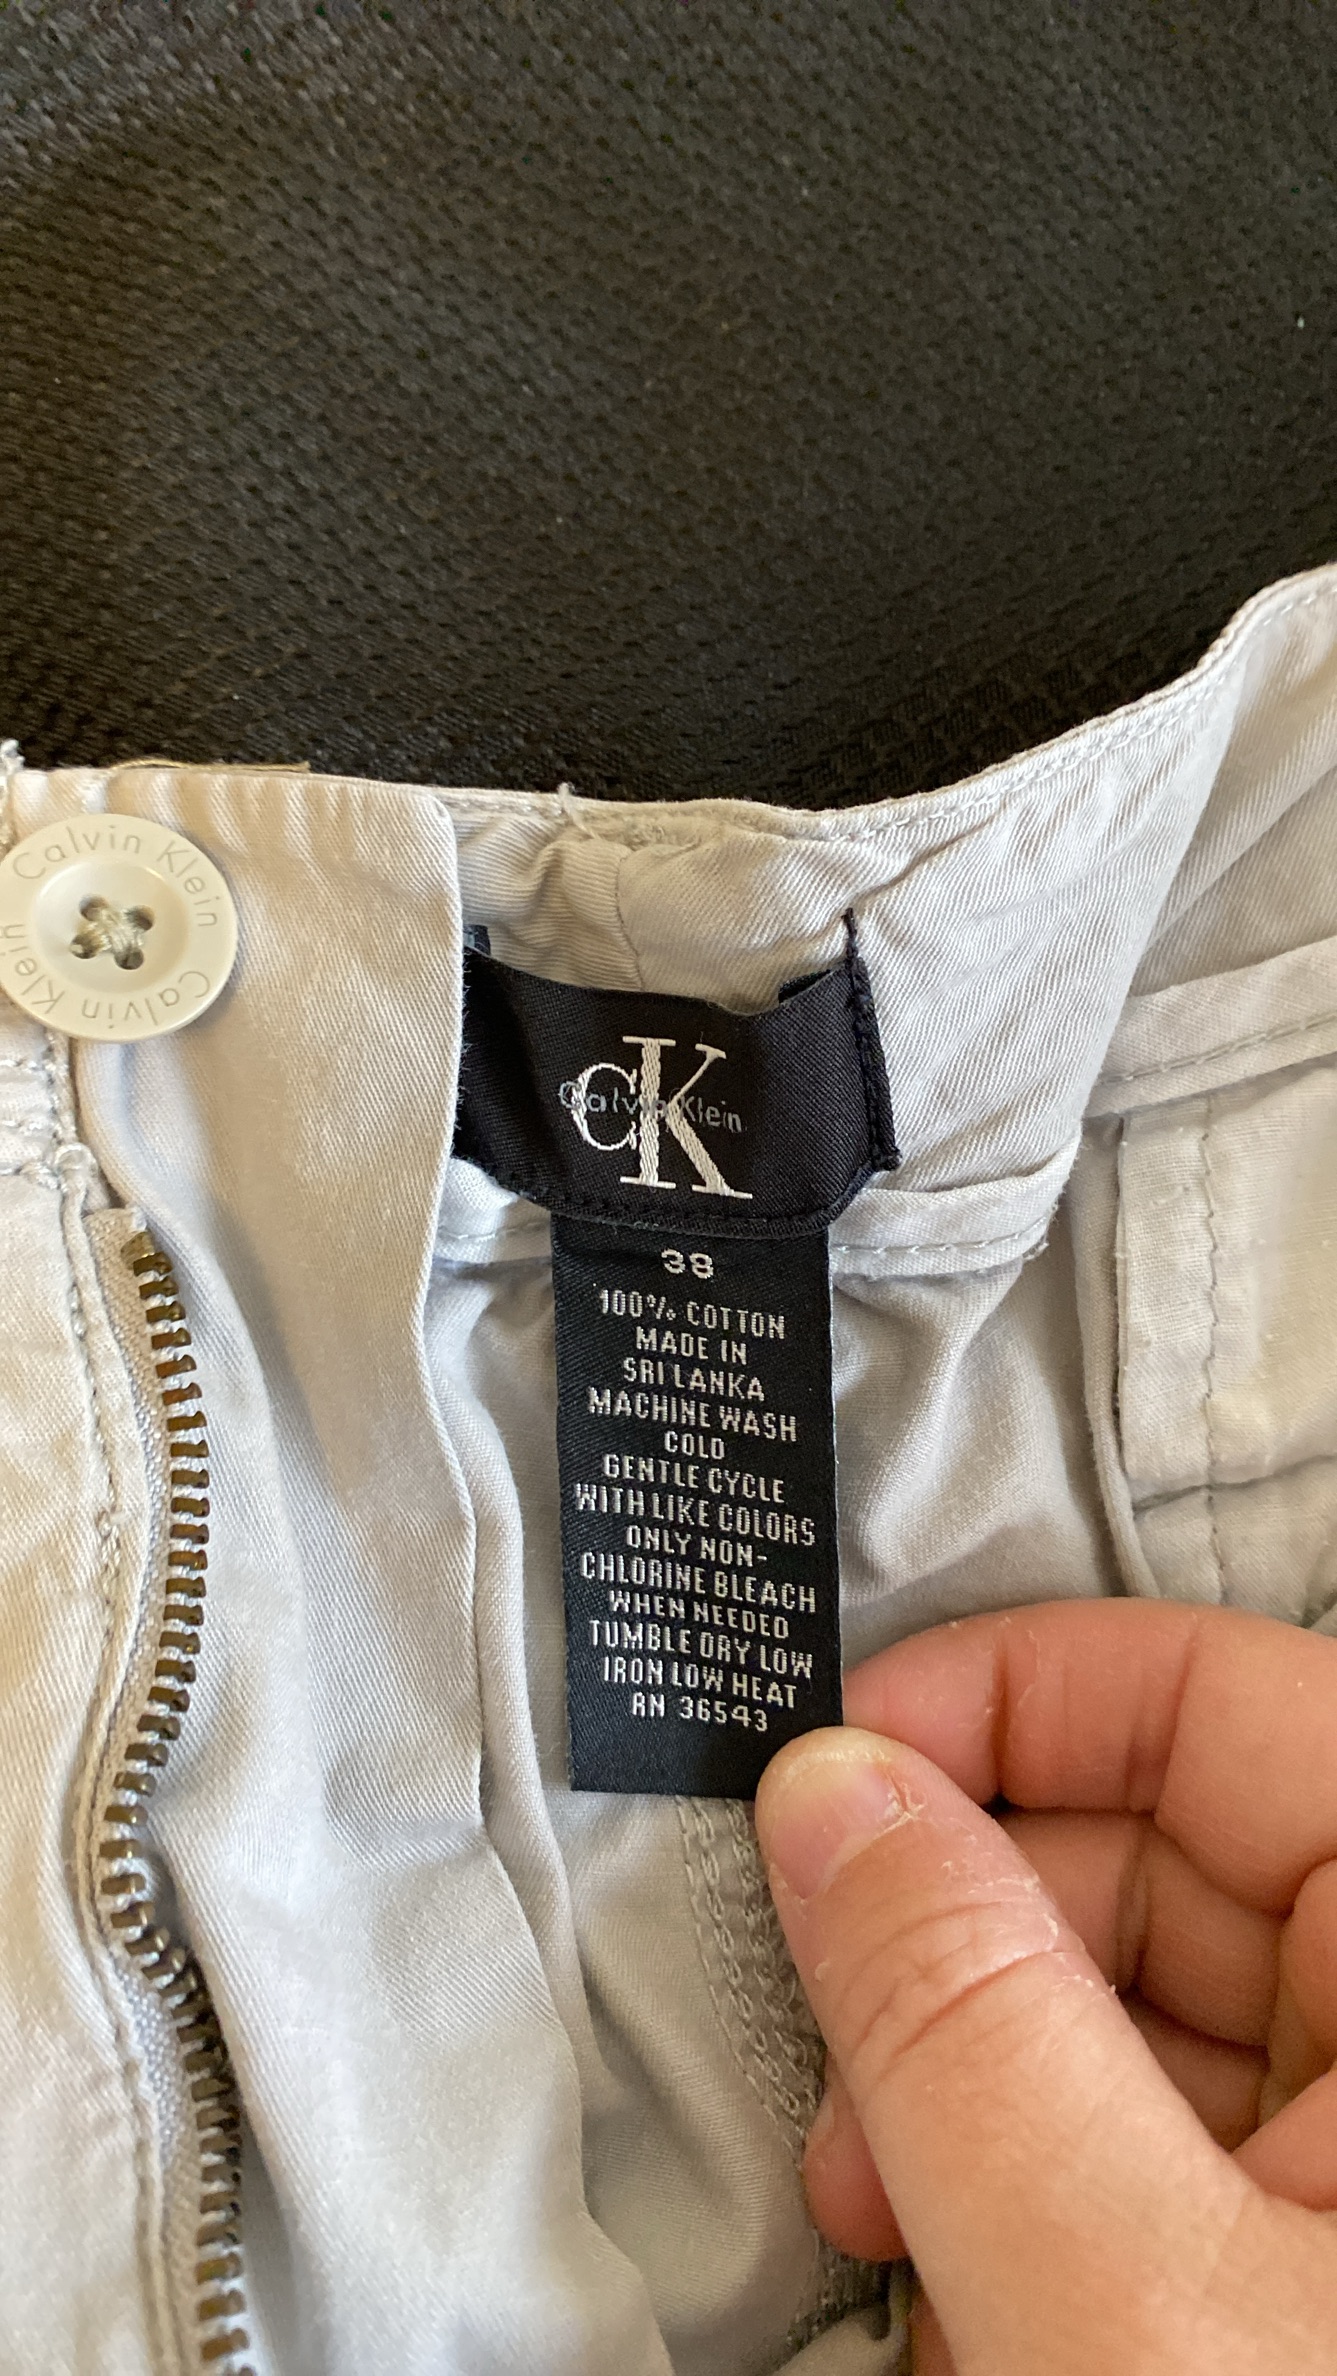 Calvin Klein
Calvin Klein
CK
Calvin Klein
38
100% COTTON
MADE IN
SRI LANKA
MACHINE WASH
COLD
GENTLE CYCLE
WITH LIKE COLORS
ONLY NON-
CHLORINE BLEACH
WHEN NEEDED
TUMBLE DRY LOW
IRON LOW HEAT
RN 36543